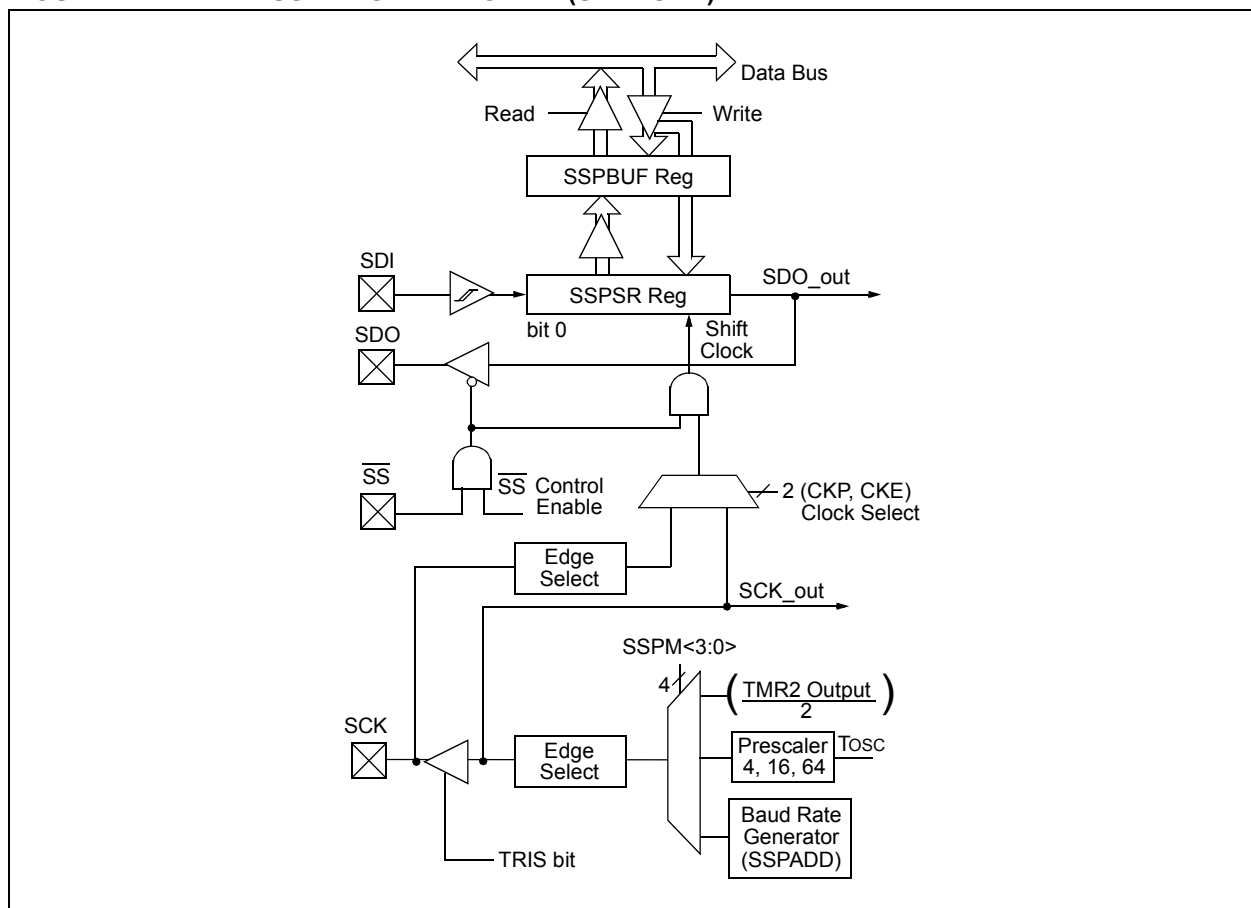 Data Bus
Read
Write
SSPBUF Reg
SDI
SDO_out
SSPSR Reg
bit 0
Shift
Clock
SDO
SS
SS Control
Enable
2 (CKP, CKE)
Clock Select
Edge
Select
SCK_out
SSPM<3:0>
4
( TMR2 Output )
2
SCK
Edge
Select
Prescaler
4, 16, 64
TOSC
Baud Rate
Generator
(SSPADD)
TRIS bit